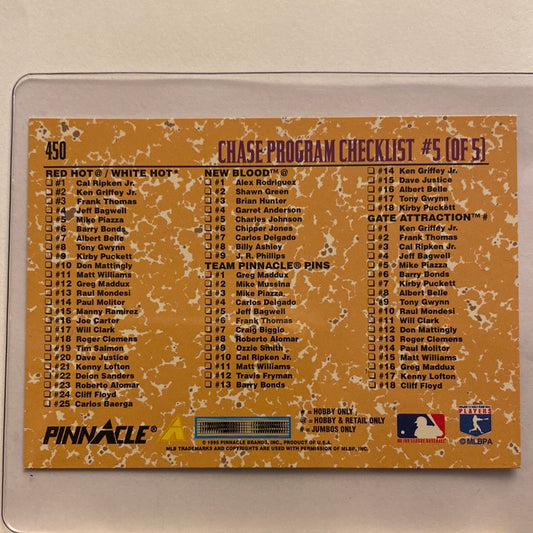 450
CHASE PROGRAM CHECKLIST #5 (OF 5)
RED HOT@ / WHITE HOT*
#1 Cal Ripken Jr.
#2 Ken Griffey Jr.
#3 Frank Thomas
#4 Jeff Bagwell
#5 Mike Piazza
#6 Barry Bonds
#7 Albert Belle
#8 Tony Gwynn
#9 Kirby Puckett
#10 Don Mattingly
#11 Matt Williams
#12 Greg Maddux
#13 Raul Mondesi
#14 Paul Molitor
#15 Manny Ramirez
#16 Joe Carter
#17 Will Clark
#18 Roger Clemens
#19 Tim Salmon
#20 Dave Justice
#21 Kenny Lofton
#22 Deion Sanders
#23 Roberto Alomar
#24 Cliff Floyd
#25 Carlos Baerga
NEW BLOOD™@
#1 Alex Rodriguez
#2 Shawn Green
#3 Brian Hunter
#4 Garret Anderson
#5 Charles Johnson
#6 Chipper Jones
#7 Carlos Delgado
#8 Billy Ashley
#9 J.R. Phillips
TEAM PINNACLE® PINS
#1 Greg Maddux
#2 Mike Mussina
#3 Mike Piazza
#4 Carlos Delgado
#5 Jeff Bagwell
#6 Frank Thomas
#7 Craig Biggio
#8 Roberto Alomar
#9 Ozzie Smith
#10 Cal Ripken Jr.
#11 Matt Williams
#12 Travis Fryman
#13 Barry Bonds
#14 Ken Griffey Jr.
#15 Dave Justice
#16 Albert Belle
#17 Tony Gwynn
#18 Kirby Puckett
GATE ATTRACTION™#
#1 Ken Griffey Jr.
#2 Frank Thomas
#3 Cal Ripken Jr.
#4 Jeff Bagwell
#5 Mike Piazza
#6 Barry Bonds
#7 Kirby Puckett
#8 Albert Belle
#9 Tony Gwynn
#10 Raul Mondesi
#11 Will Clark
#12 Don Mattingly
#13 Roger Clemens
#14 Paul Molitor
#15 Matt Williams
#16 Greg Maddux
#17 Kenny Lofton
#18 Cliff Floyd
* = HOBBY ONLY
@ = HOBBY & RETAIL ONLY
# = JUMBOS ONLY
PINNACLE®
© 1995 PINNACLE BRANDS, INC., PRODUCT OF U.S.A.
MLB TRADEMARKS AND COPYRIGHTS ARE USED WITH PERMISSION OF MLBP, INC.
MAJOR LEAGUE BASEBALL
PLAYERS
©MLBPA